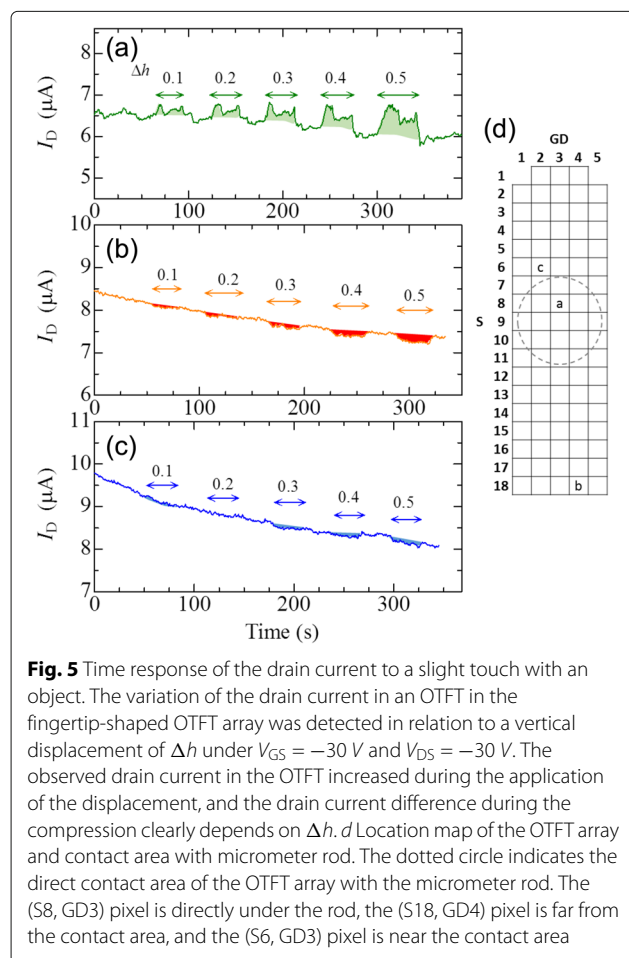 (a)
Δh 0.1 0.2 0.3 0.4 0.5
8
7
6
5
I_D (μA)
0 100 200 300
(b)
0.1 0.2 0.3 0.4 0.5
10
9
8
7
6
I_D (μA)
0 100 200 300
(c)
0.1 0.2 0.3 0.4 0.5
11
10
9
8
7
I_D (μA)
0 100 200 300
Time (s)
(d)
GD
1 2 3 4 5
1
2
3
4
5
6 c
7
8 a
S 9
10
11
12
13
14
15
16
17
18 b
Fig. 5 Time response of the drain current to a slight touch with an
object. The variation of the drain current in an OTFT in the
fingertip-shaped OTFT array was detected in relation to a vertical
displacement of Δh under V_GS = −30 V and V_DS = −30 V. The
observed drain current in the OTFT increased during the application
of the displacement, and the drain current difference during the
compression clearly depends on Δh. d Location map of the OTFT array
and contact area with micrometer rod. The dotted circle indicates the
direct contact area of the OTFT array with the micrometer rod. The
(S8, GD3) pixel is directly under the rod, the (S18, GD4) pixel is far from
the contact area, and the (S6, GD3) pixel is near the contact area